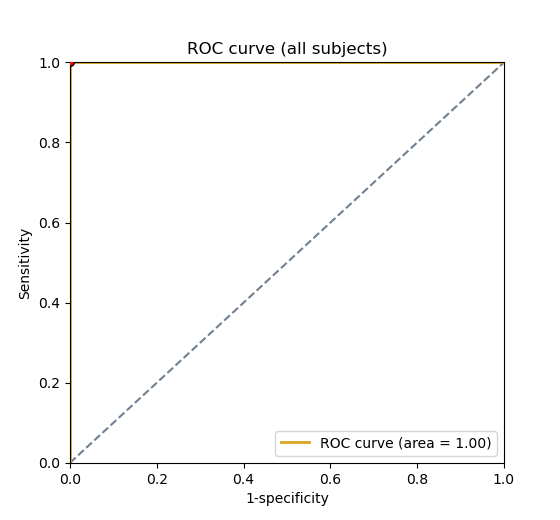 ROC curve (all subjects)
1.0
0.8
0.6
0.4
0.2
0.0
Sensitivity
ROC curve (area = 1.00)
0.0 0.2 0.4 0.6 0.8 1.0
1-specificity